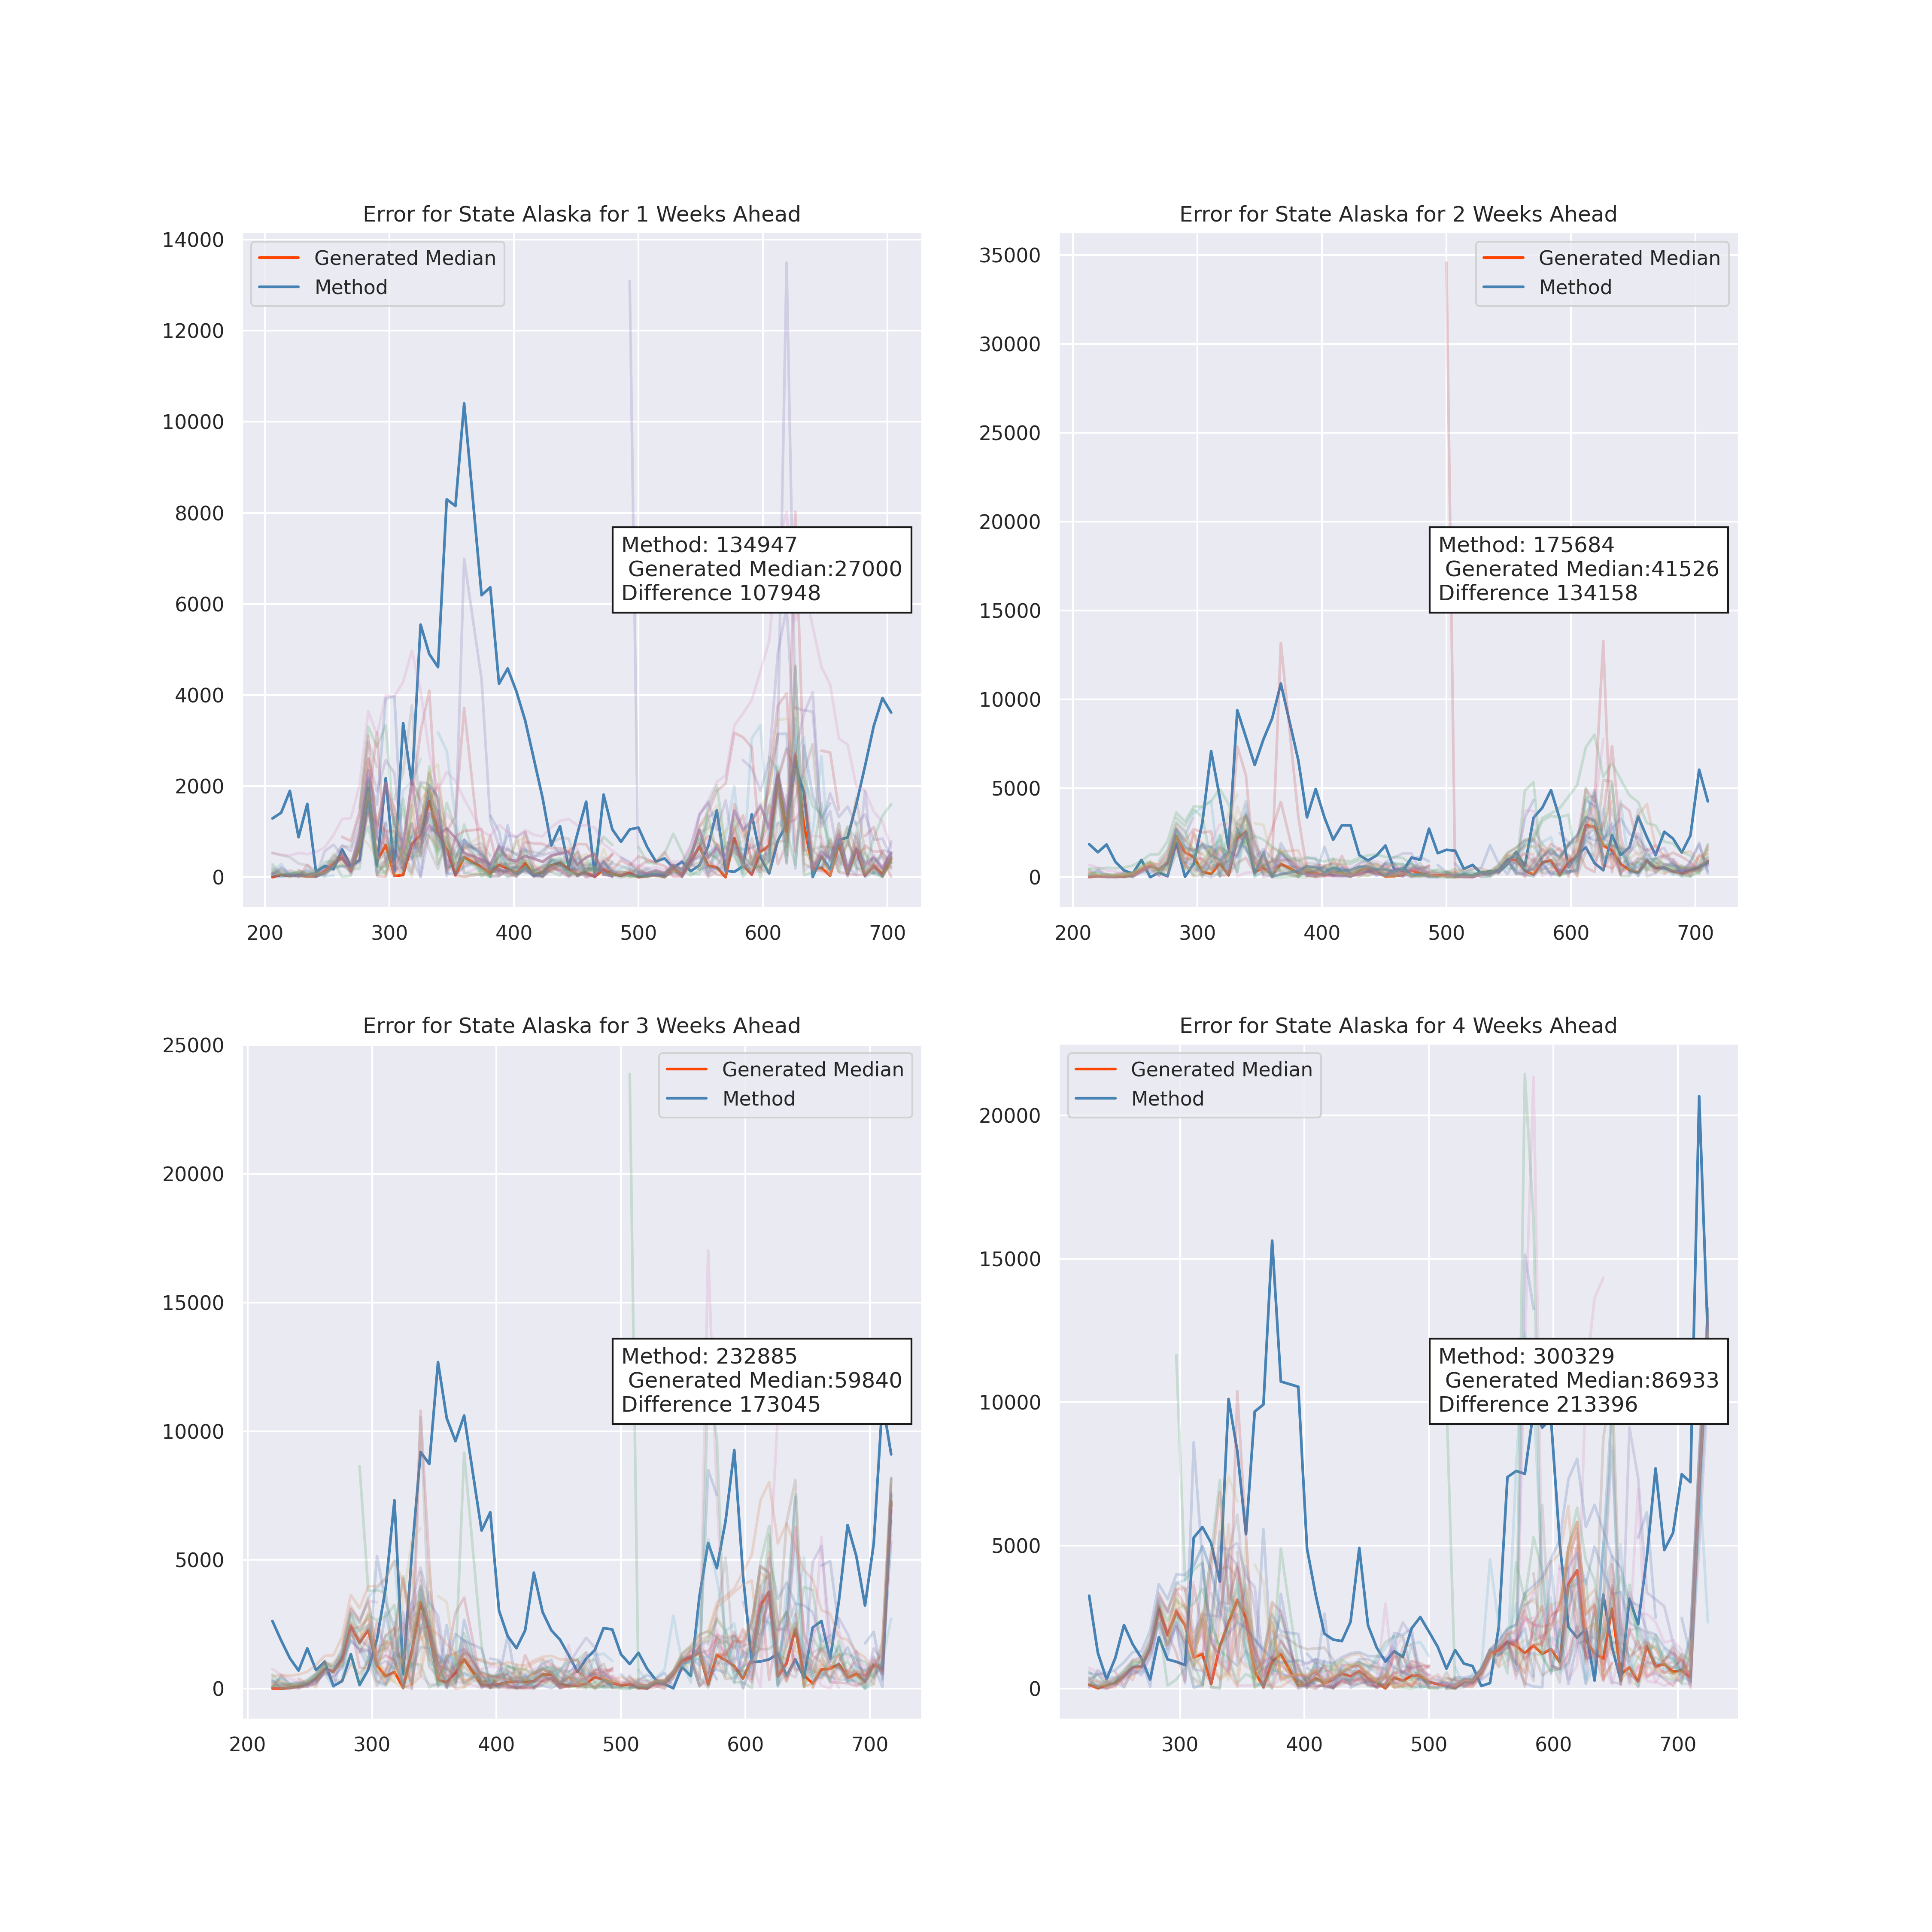 Error for State Alaska for 1 Weeks Ahead
14000
12000
10000
8000
6000
4000
2000
0
200 300 400 500 600 700
Generated Median
Method
Method: 134947
Generated Median:27000
Difference 107948
Error for State Alaska for 2 Weeks Ahead
35000
30000
25000
20000
15000
10000
5000
0
200 300 400 500 600 700
Generated Median
Method
Method: 175684
Generated Median:41526
Difference 134158
Error for State Alaska for 3 Weeks Ahead
25000
20000
15000
10000
5000
0
200 300 400 500 600 700
Generated Median
Method
Method: 232885
Generated Median:59840
Difference 173045
Error for State Alaska for 4 Weeks Ahead
20000
15000
10000
5000
0
300 400 500 600 700
Generated Median
Method
Method: 300329
Generated Median:86933
Difference 213396